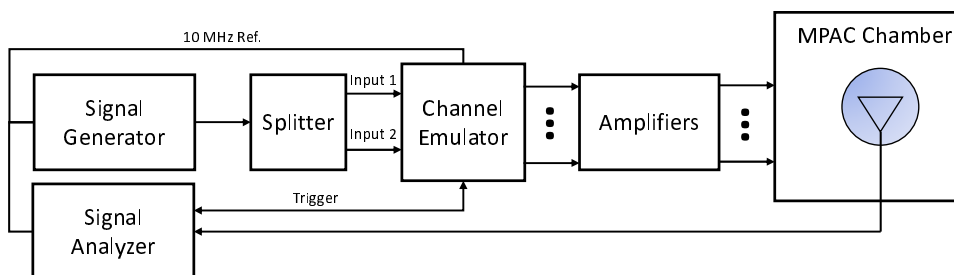 10 MHz Ref.
MPAC Chamber
Signal
Generator
Splitter
Input 1
Input 2
Channel
Emulator
Amplifiers
Trigger
Signal
Analyzer